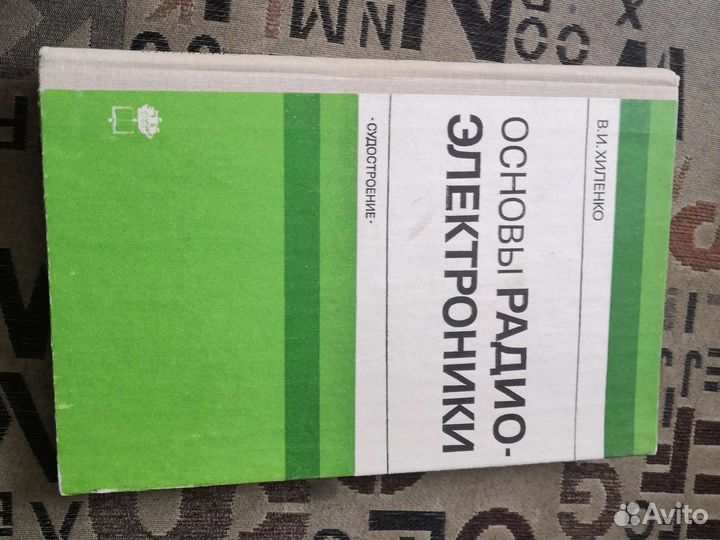 В.И. ХИЛЕНКО
ОСНОВЫ РАДИО-
ЭЛЕКТРОНИКИ
•СУДОСТРОЕНИЕ•
Avito